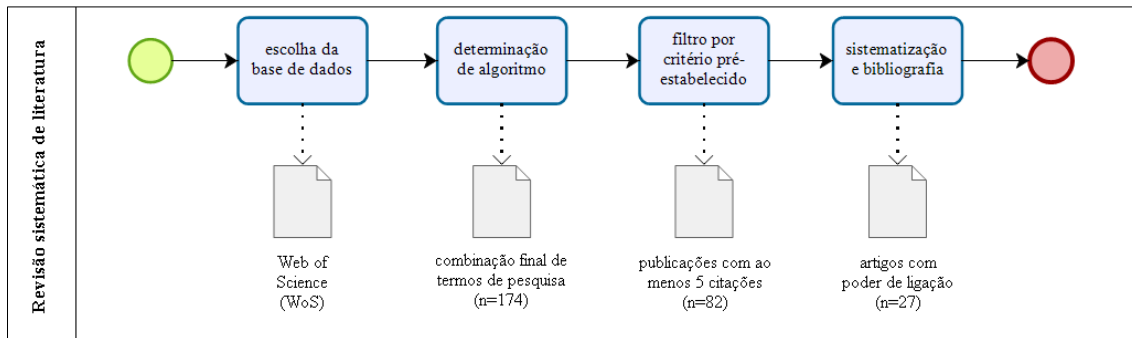 Revisão sistemática de literatura
escolha da
base de dados
determinação
de algoritmo
filtro por
critério pré-
estabelecido
sistematização
e bibliografia
Web of
Science
(WoS)
combinação final de
termos de pesquisa
(n=174)
publicações com ao
menos 5 citações
(n=82)
artigos com
poder de ligação
(n=27)